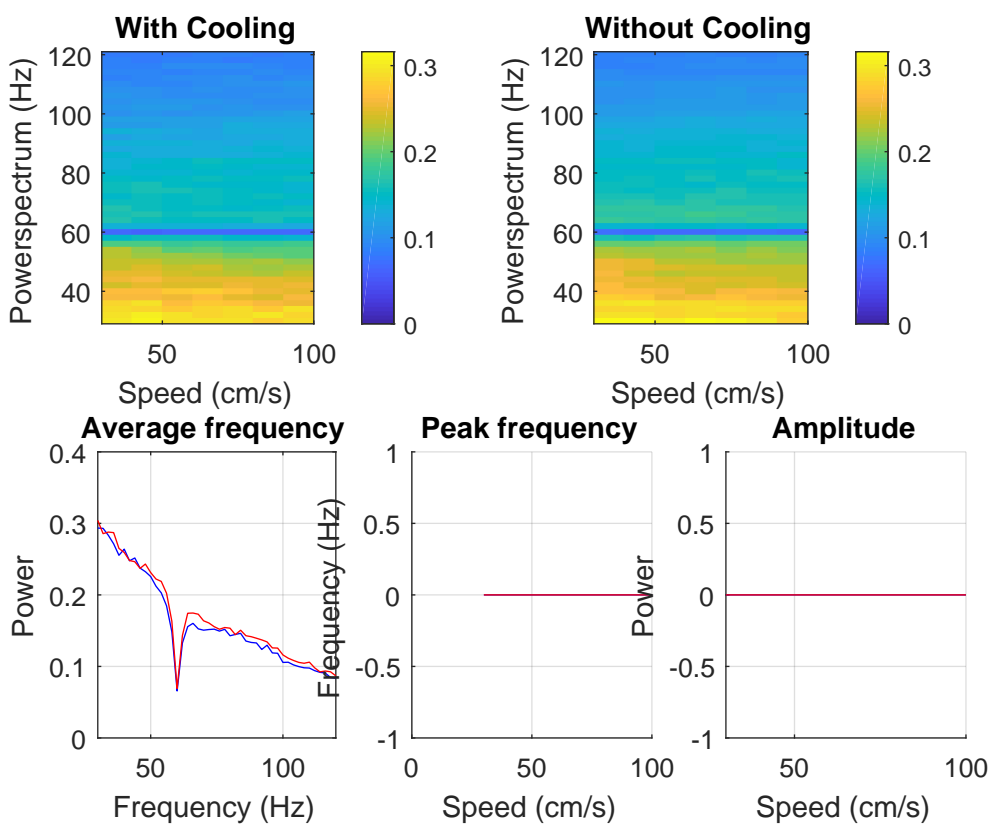 With Cooling
Powerspectrum (Hz)
120
100
80
60
40
50
100
Speed (cm/s)
0.3
0.2
0.1
0
Without Cooling
Powerspectrum (Hz)
120
100
80
60
40
50
100
Speed (cm/s)
0.3
0.2
0.1
0
Average frequency
Power
0.4
0.3
0.2
0.1
0
50
100
Frequency (Hz)
Peak frequency
Frequency (Hz)
1
0.5
0
-0.5
-1
0
50
100
Speed (cm/s)
Amplitude
Power
1
0.5
0
-0.5
-1
50
100
Speed (cm/s)